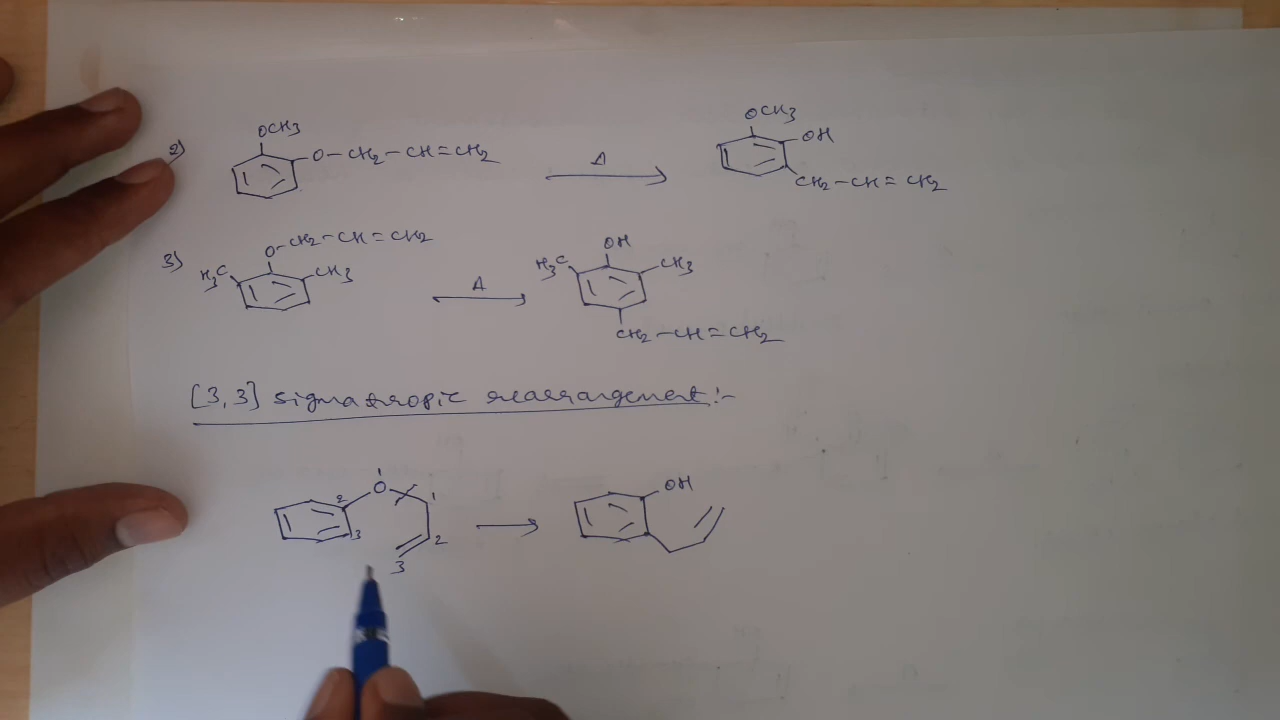 2) OCH3 O-CH2-CH=CH2 Δ OCH3 OH CH2-CH=CH2
3) H3C O-CH2-CH=CH2 CH3 Δ H3C OH CH3 CH2-CH=CH2
[3,3] sigmatropic rearrangement:-
1 2 3 O 1 2 3 OH